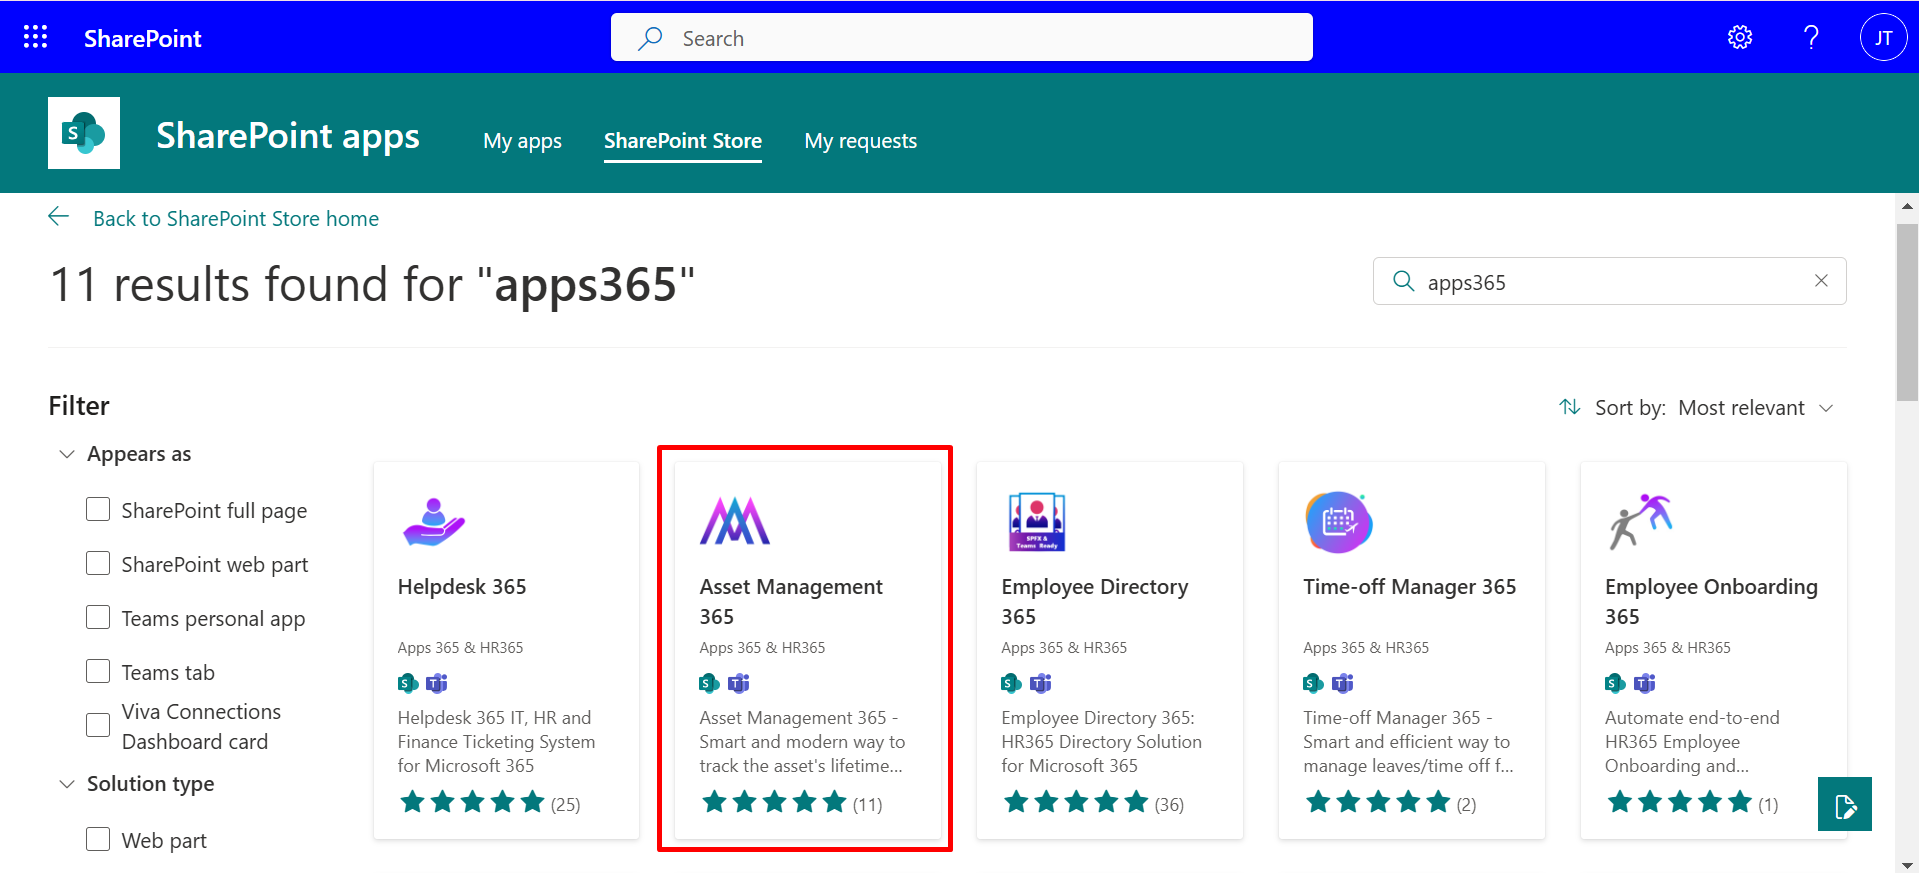 SharePoint
Search
JT
S
SharePoint apps
My apps
SharePoint Store
My requests
Back to SharePoint Store home
11 results found for "apps365"
apps365
Filter
Sort by: Most relevant
Appears as
SharePoint full page
SharePoint web part
Teams personal app
Teams tab
Viva Connections
Dashboard card
Solution type
Web part
Helpdesk 365
Apps 365 & HR365
S
T
Helpdesk 365 IT, HR and
Finance Ticketing System
for Microsoft 365
(25)
Asset Management
365
Apps 365 & HR365
S
T
Asset Management 365 -
Smart and modern way to
track the asset's lifetime...
(11)
SPFX &
Teams Ready
Employee Directory
365
Apps 365 & HR365
S
T
Employee Directory 365:
HR365 Directory Solution
for Microsoft 365
(36)
Time-off Manager 365
Apps 365 & HR365
S
T
Time-off Manager 365 -
Smart and efficient way to
manage leaves/time off f...
(2)
Employee Onboarding
365
Apps 365 & HR365
S
T
Automate end-to-end
HR365 Employee
Onboarding and...
(1)